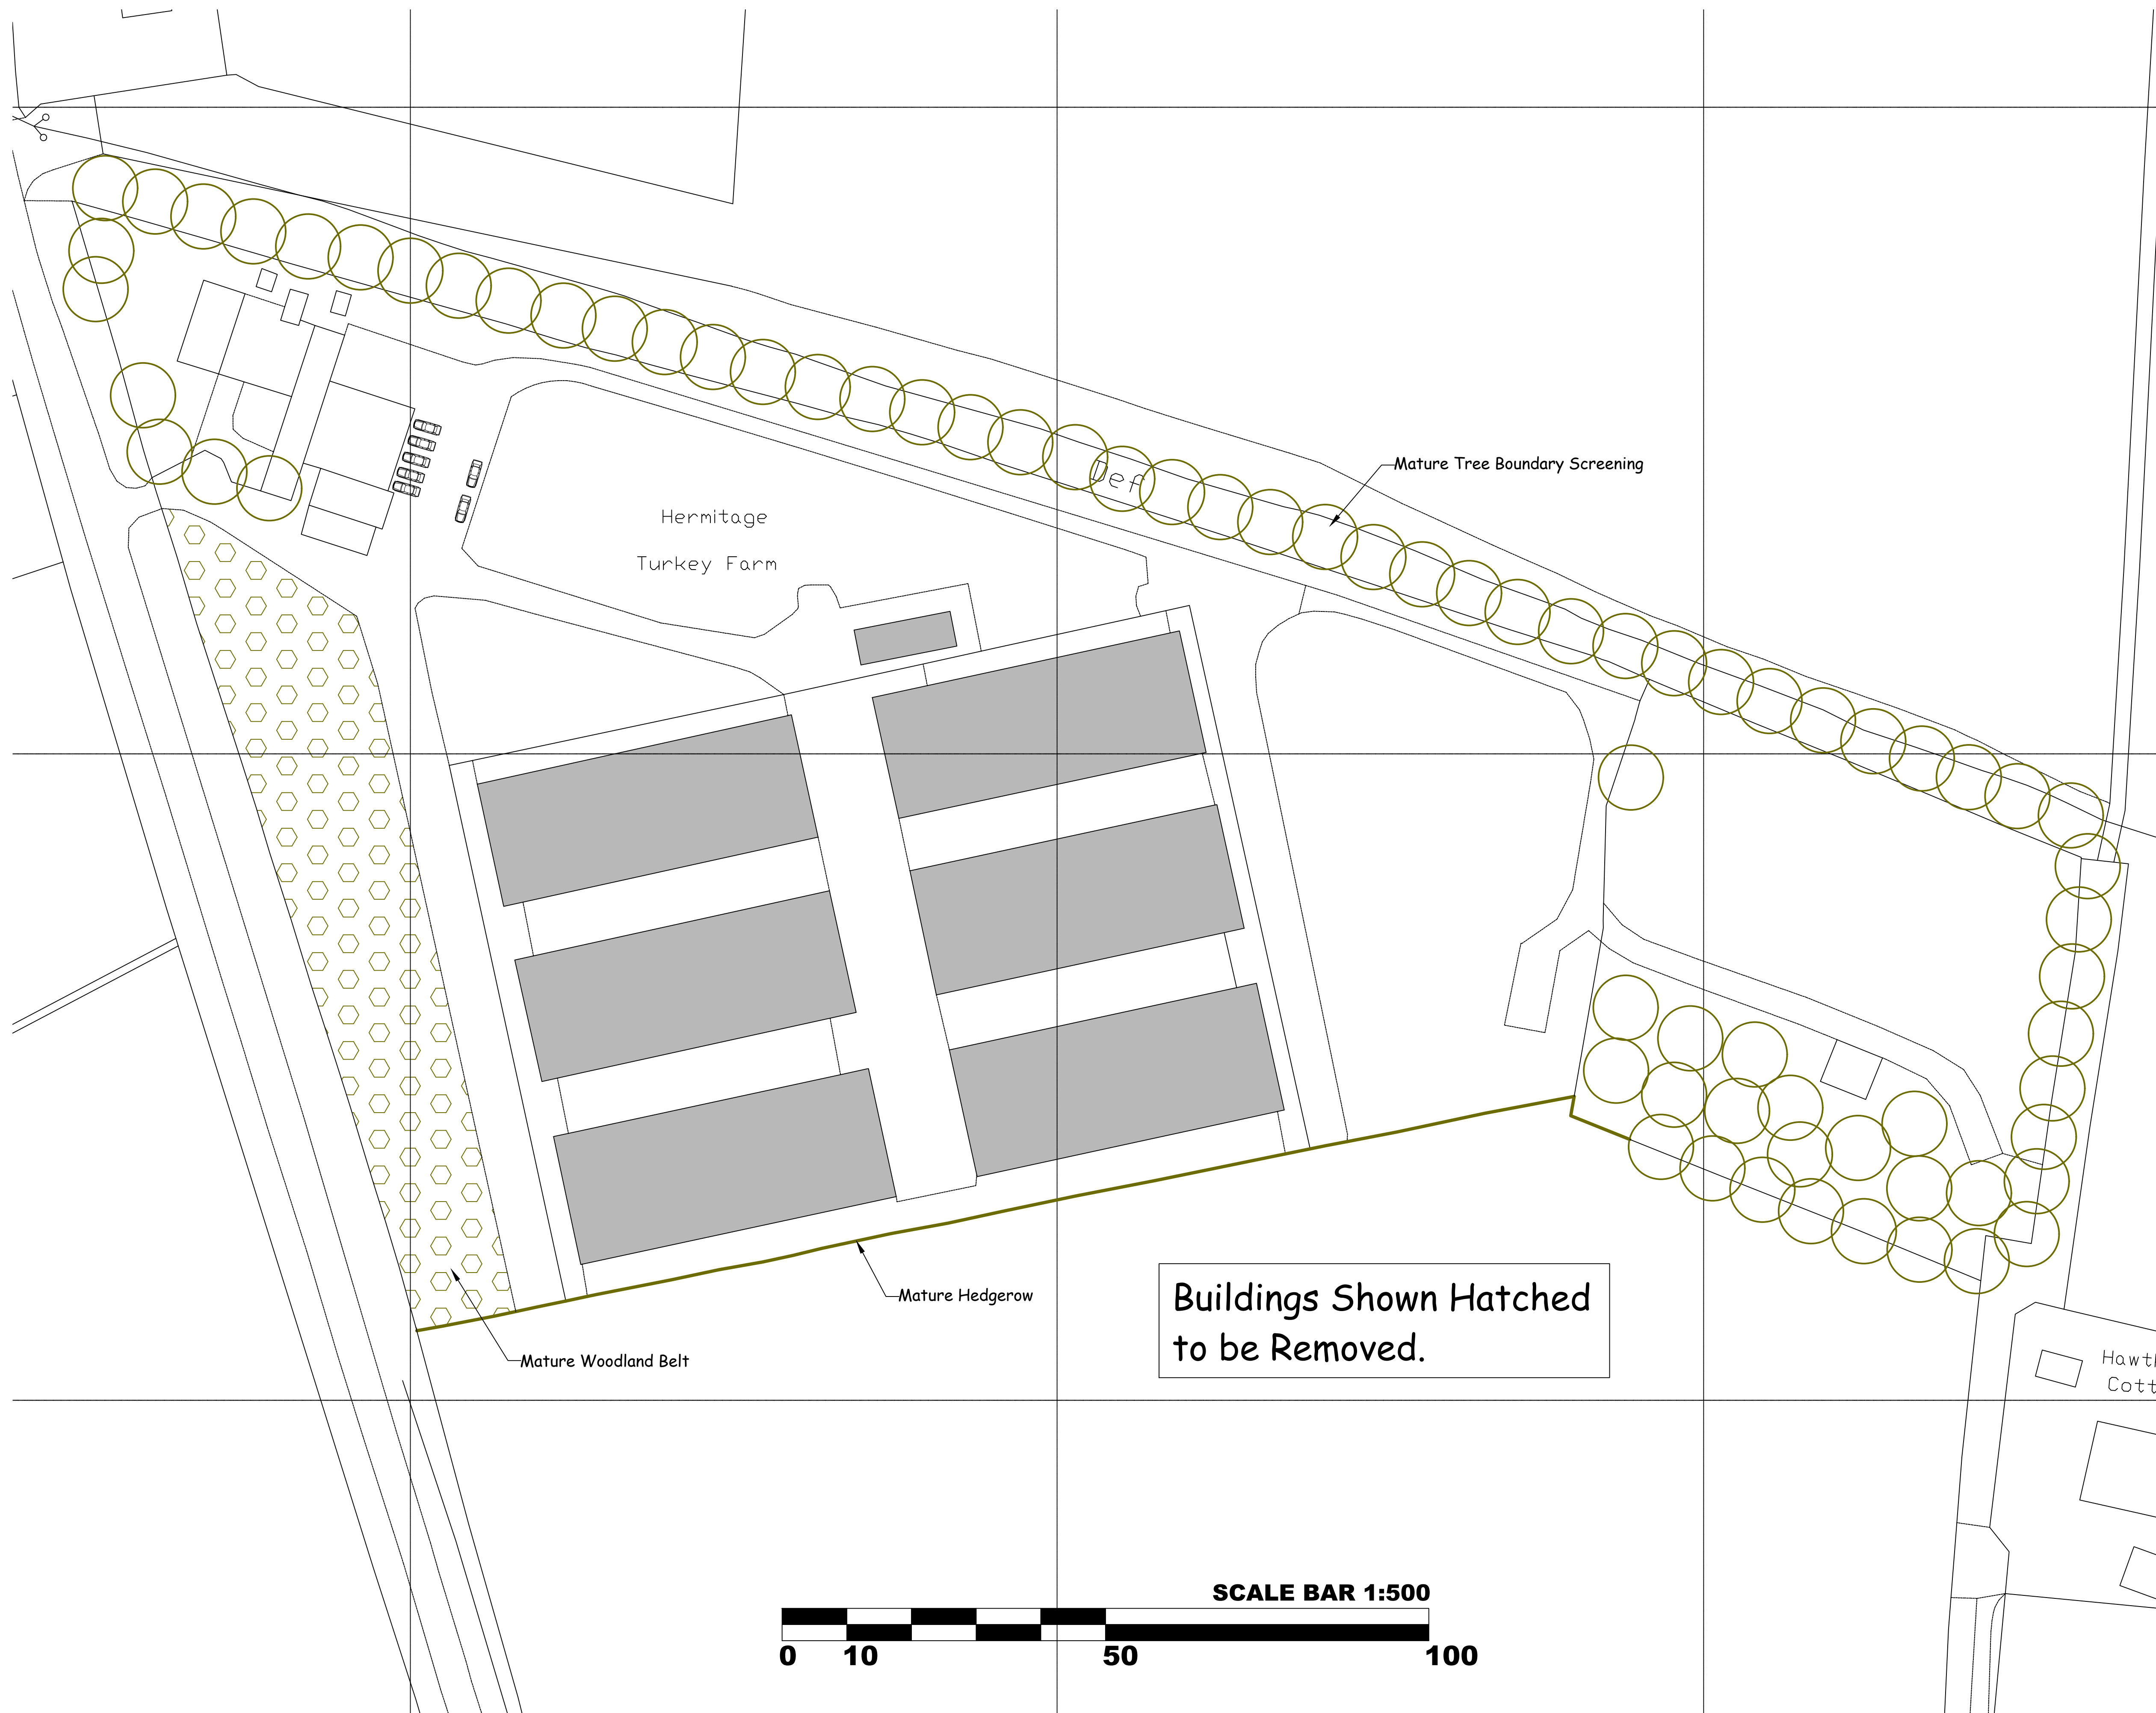 Mature Tree Boundary Screening
Def
Hermitage
Turkey Farm
Mature Hedgerow
Buildings Shown Hatched
to be Removed.
Mature Woodland Belt
SCALE BAR 1:500
0 10 50 100